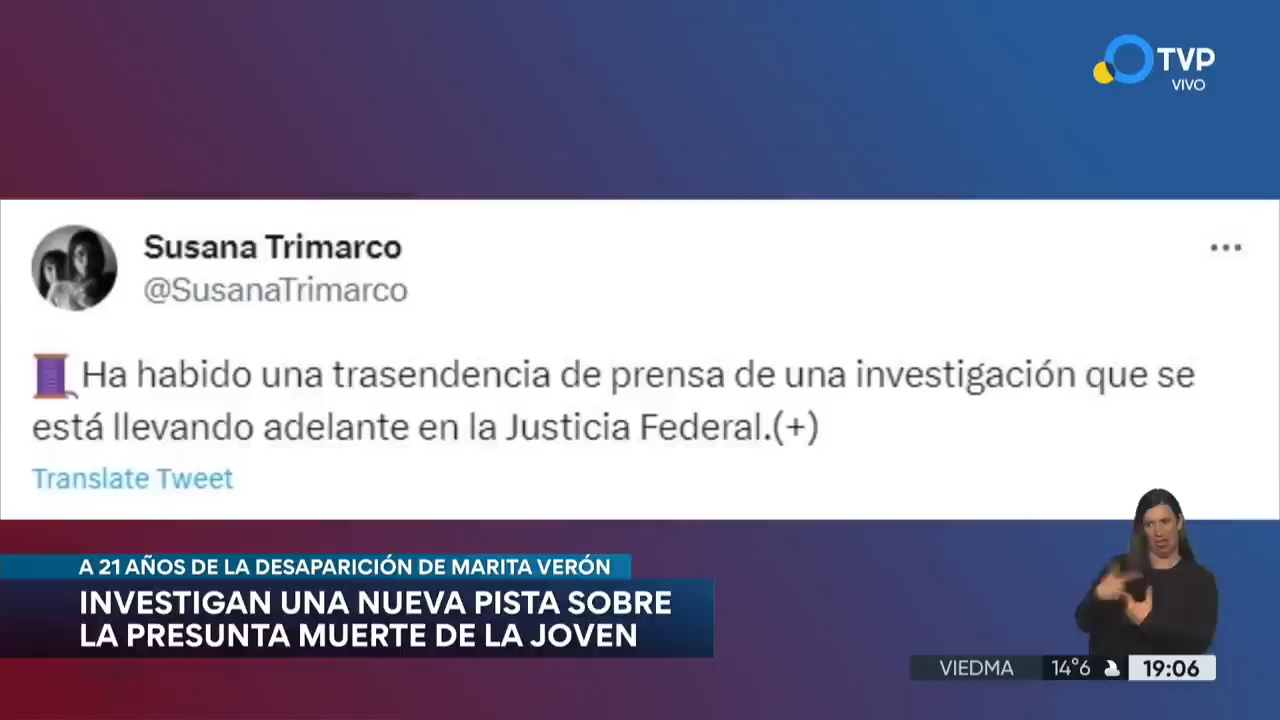 TVP
VIVO
Susana Trimarco
@SusanaTrimarco
Ha habido una trasendencia de prensa de una investigación que se
está llevando adelante en la Justicia Federal.(+)
Translate Tweet
A 21 AÑOS DE LA DESAPARICIÓN DE MARITA VERÓN
INVESTIGAN UNA NUEVA PISTA SOBRE
LA PRESUNTA MUERTE DE LA JOVEN
VIEDMA 14°6 19:06